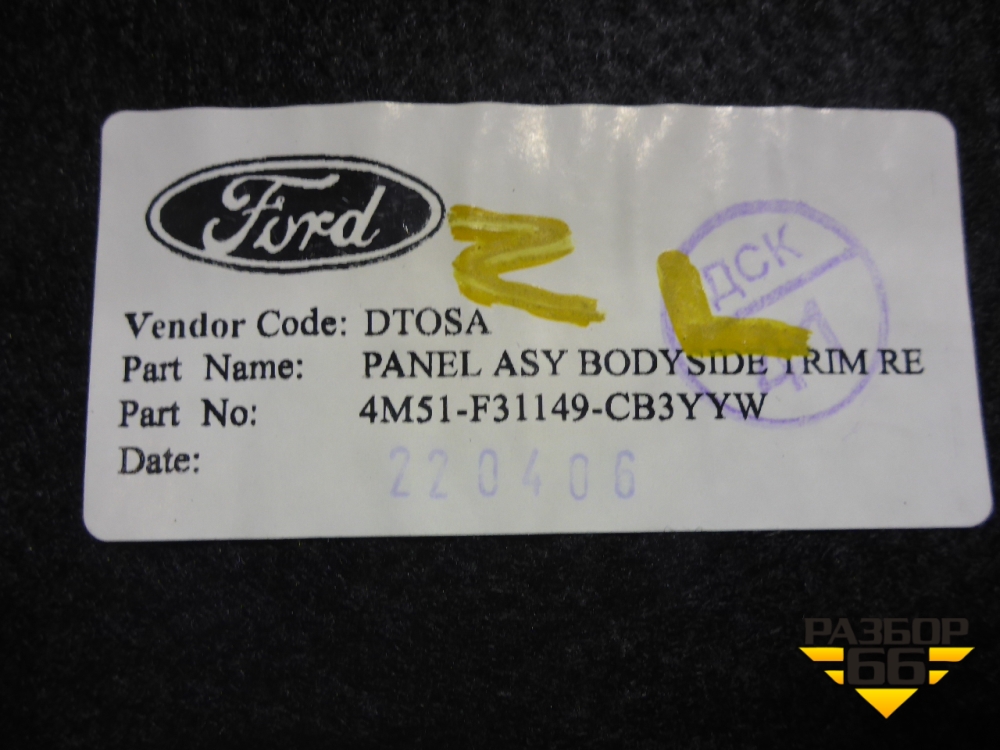 Ford
ДСК
Vendor Code: DTOSA
Part Name: PANEL ASY BODYSIDE TRIM RE
Part No: 4M51-F31149-CB3YYW
Date: 220406
РАЗБОР
66